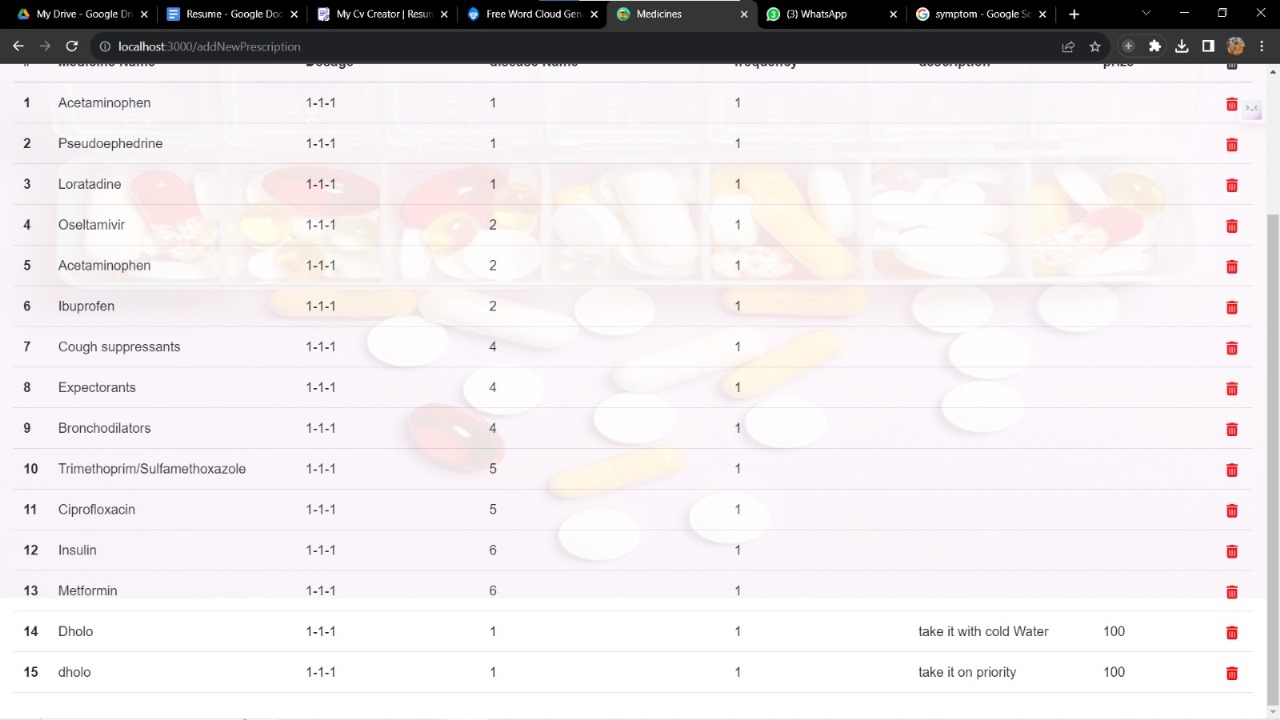 My Drive - Google Dri
Resume - Google Doc
My Cv Creator | Resum
Free Word Cloud Gen
Medicines
(3) WhatsApp
symptom - Google Se
localhost:3000/addNewPrescription
# Medicine Name Dosage disease Name frequency description prize
1 Acetaminophen 1-1-1 1 1
2 Pseudoephedrine 1-1-1 1 1
3 Loratadine 1-1-1 1 1
4 Oseltamivir 1-1-1 2 1
5 Acetaminophen 1-1-1 2 1
6 Ibuprofen 1-1-1 2 1
7 Cough suppressants 1-1-1 4 1
8 Expectorants 1-1-1 4 1
9 Bronchodilators 1-1-1 4 1
10 Trimethoprim/Sulfamethoxazole 1-1-1 5 1
11 Ciprofloxacin 1-1-1 5 1
12 Insulin 1-1-1 6 1
13 Metformin 1-1-1 6 1
14 Dholo 1-1-1 1 1 take it with cold Water 100
15 dholo 1-1-1 1 1 take it on priority 100